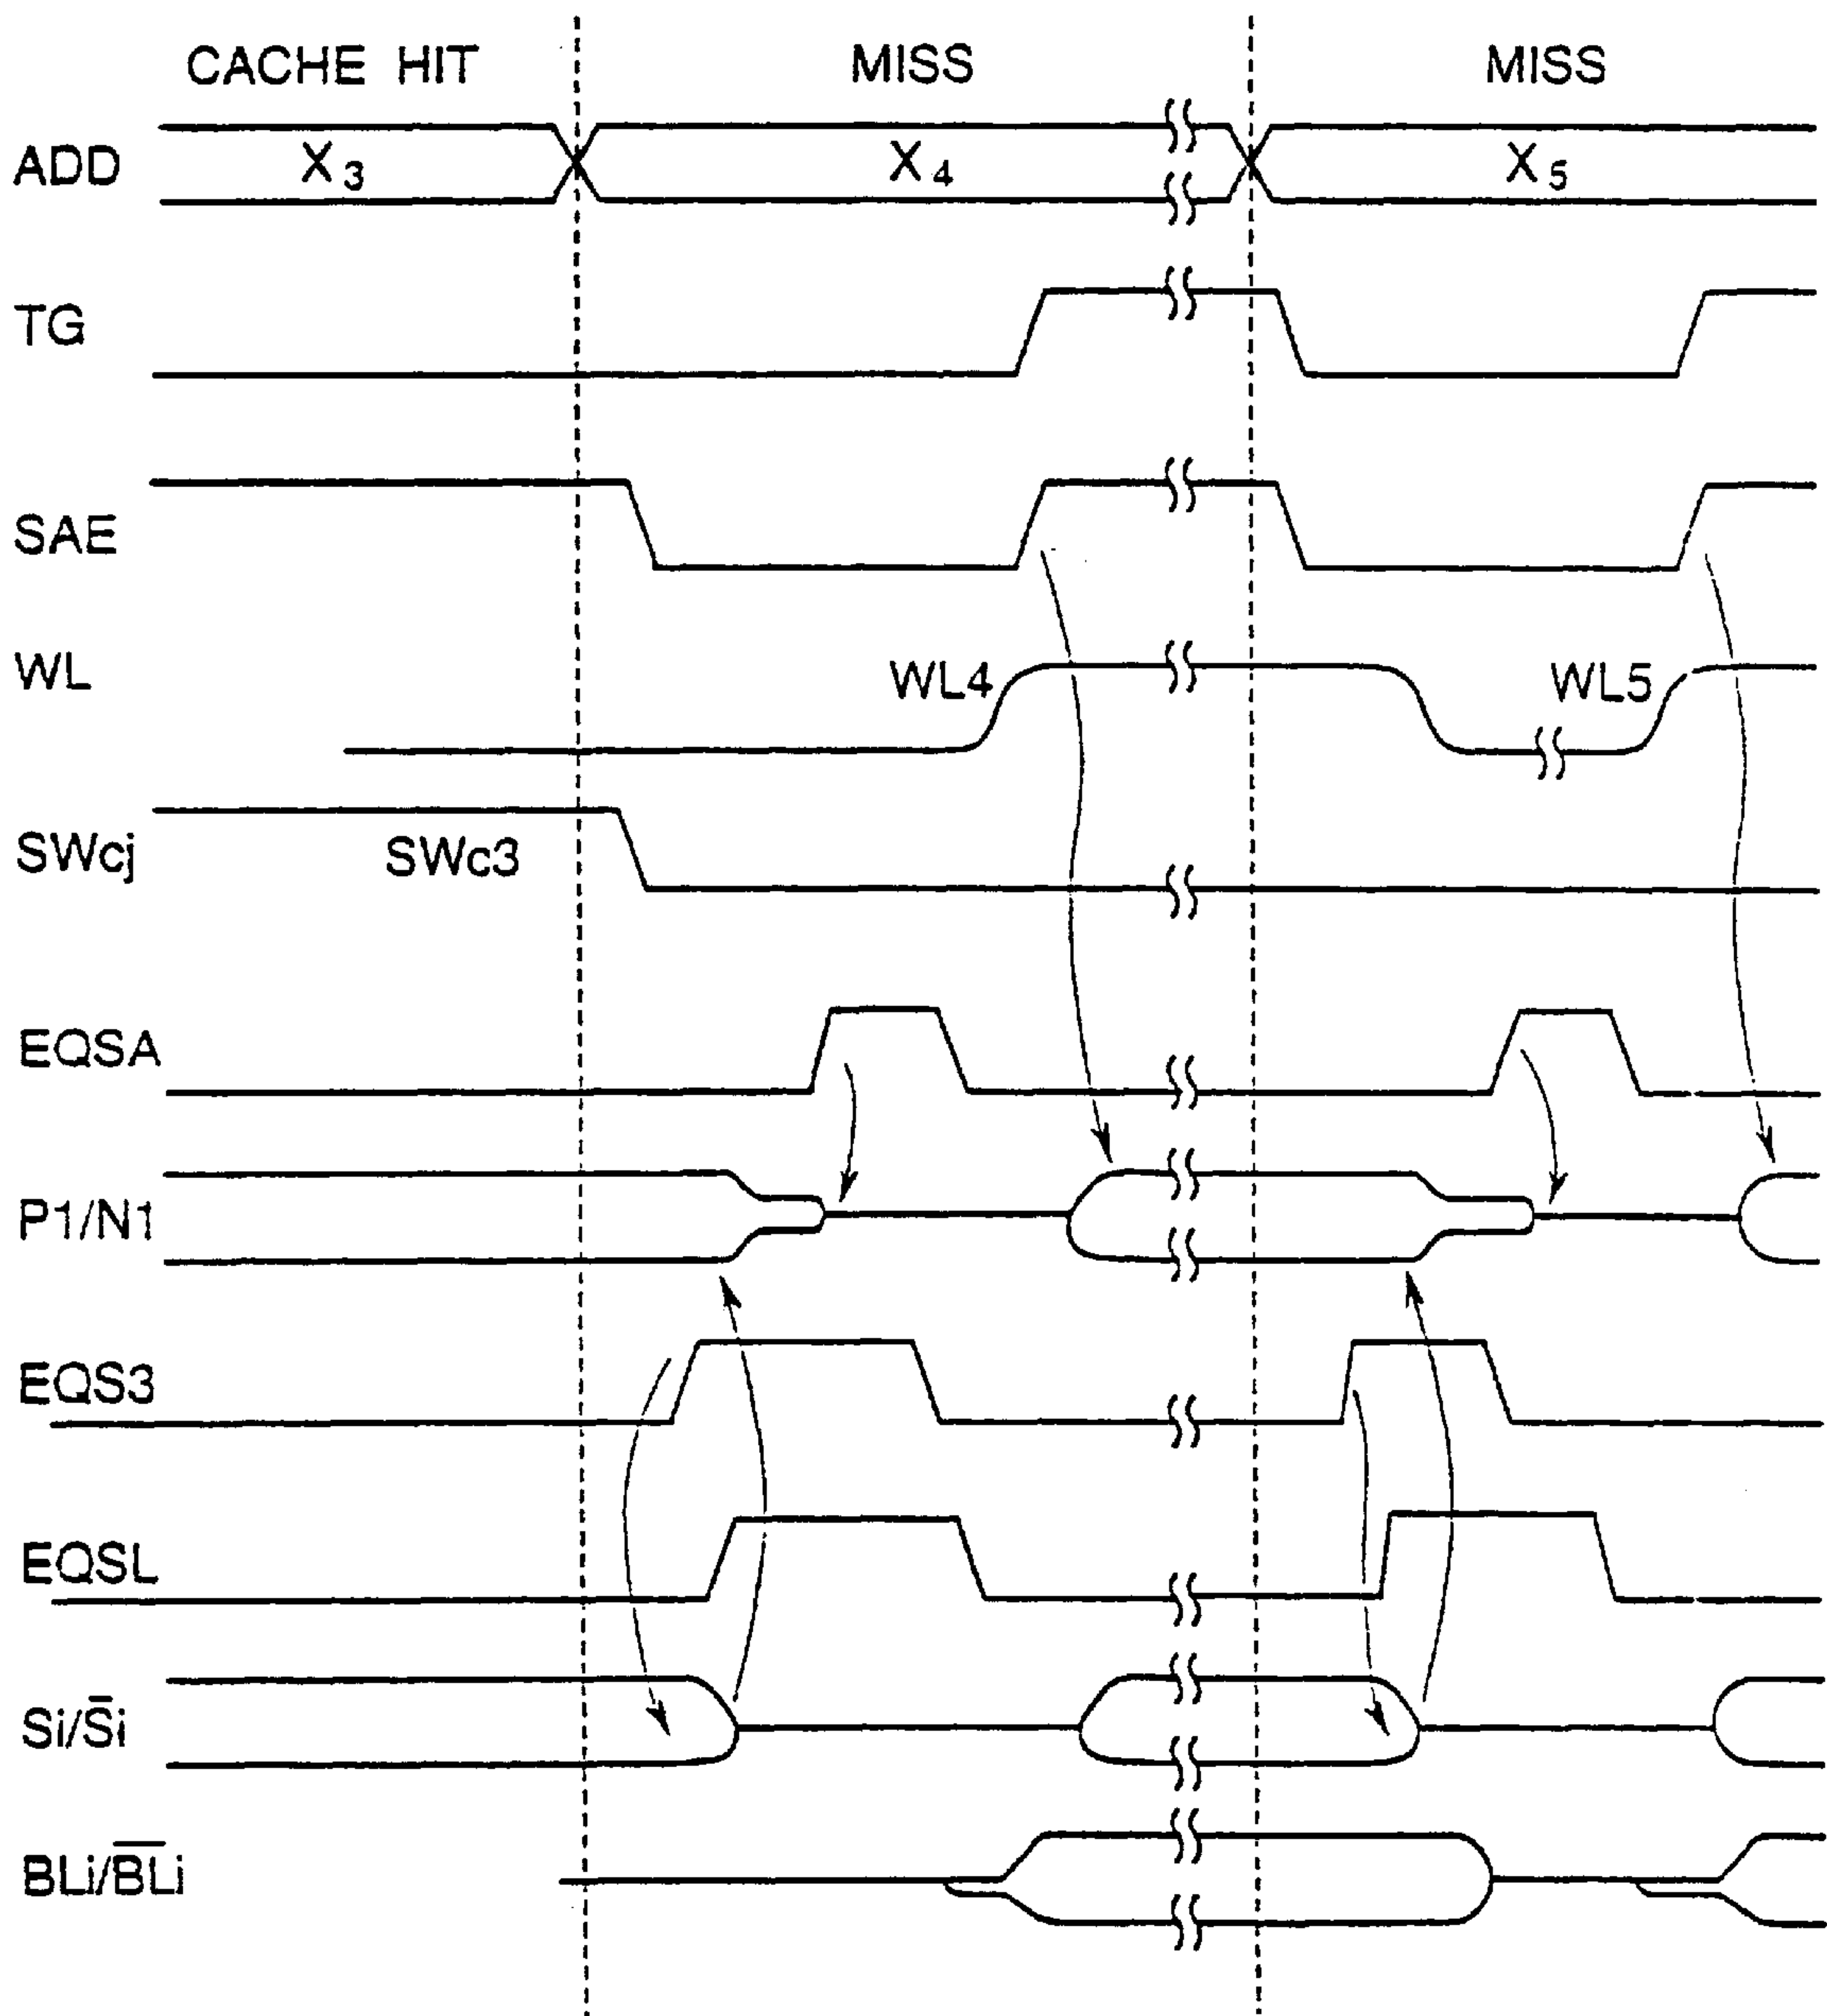 CACHE HIT MISS MISS
ADD X₃ X₄ X₅
TG
SAE
WL WL4 WL5
SWcj SWc3
EQSA
P1/N1
EQS3
EQSL
Si/S̅i
BLi/B̅L̅i